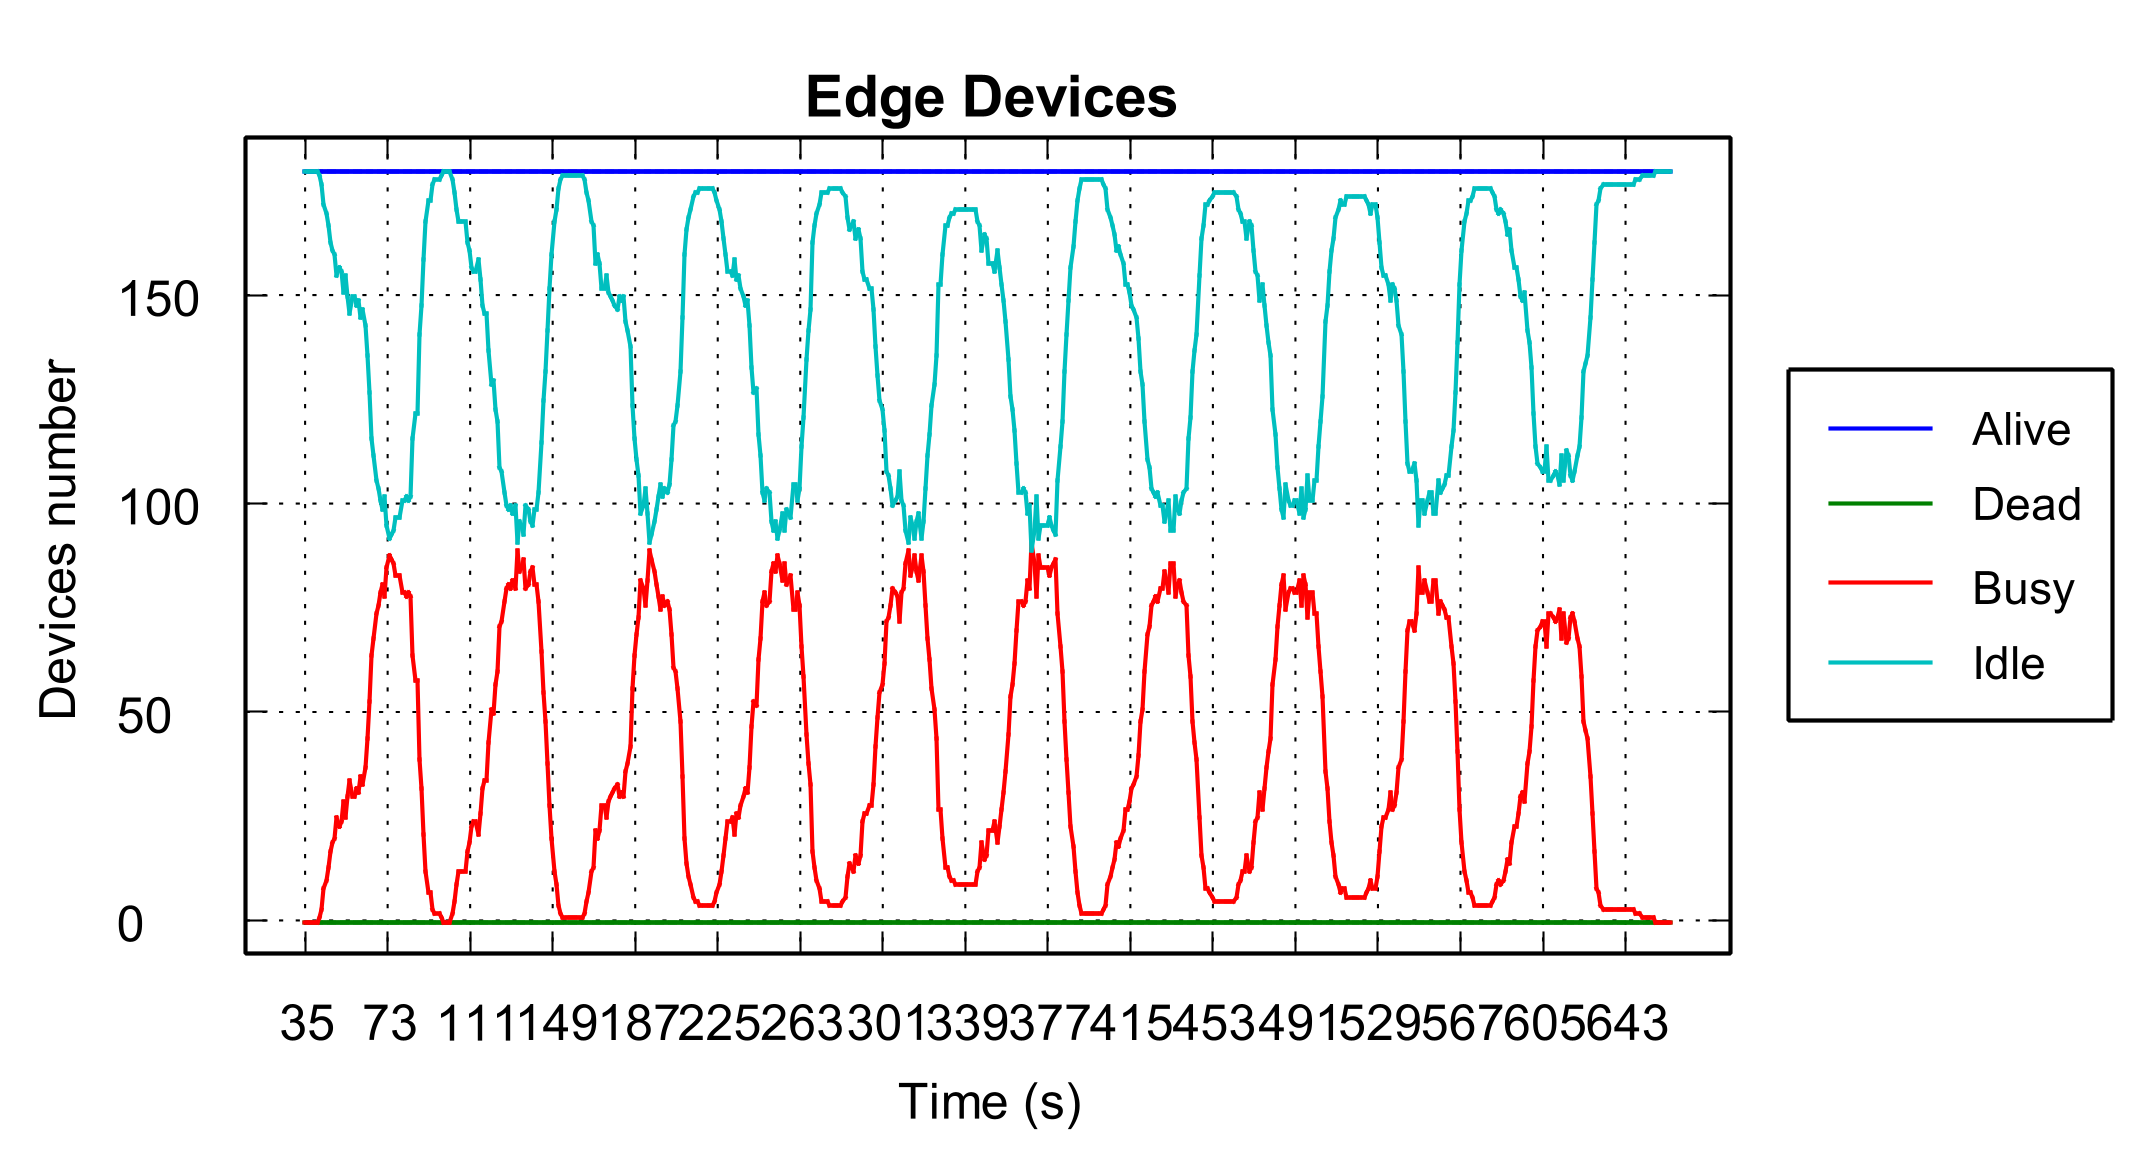 Edge Devices
Devices number
150
100
50
0
35 73 111 149 187 225 263 301 339 377 415 453 491 529 567 605 643
Time (s)
Alive
Dead
Busy
Idle